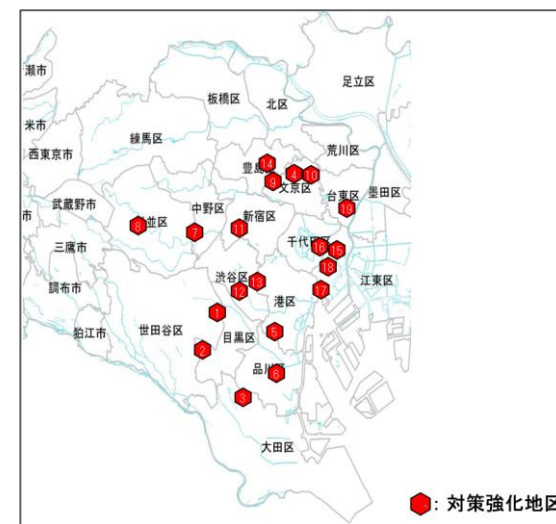 足立区
板橋区
北区
瀬市
練馬区
荒川区
米市
西東京市
豊島
14
4
10
9
文京区
墨田区
台東区
19
武蔵野市
中野区
新宿区
並区
8
7
11
千代
16
15
三鷹市
18
江東区
渋谷区
13
調布市
12
港区
17
1
世田谷区
狛江市
目黒区
5
2
品川
6
3
大田区
: 対策強化地区